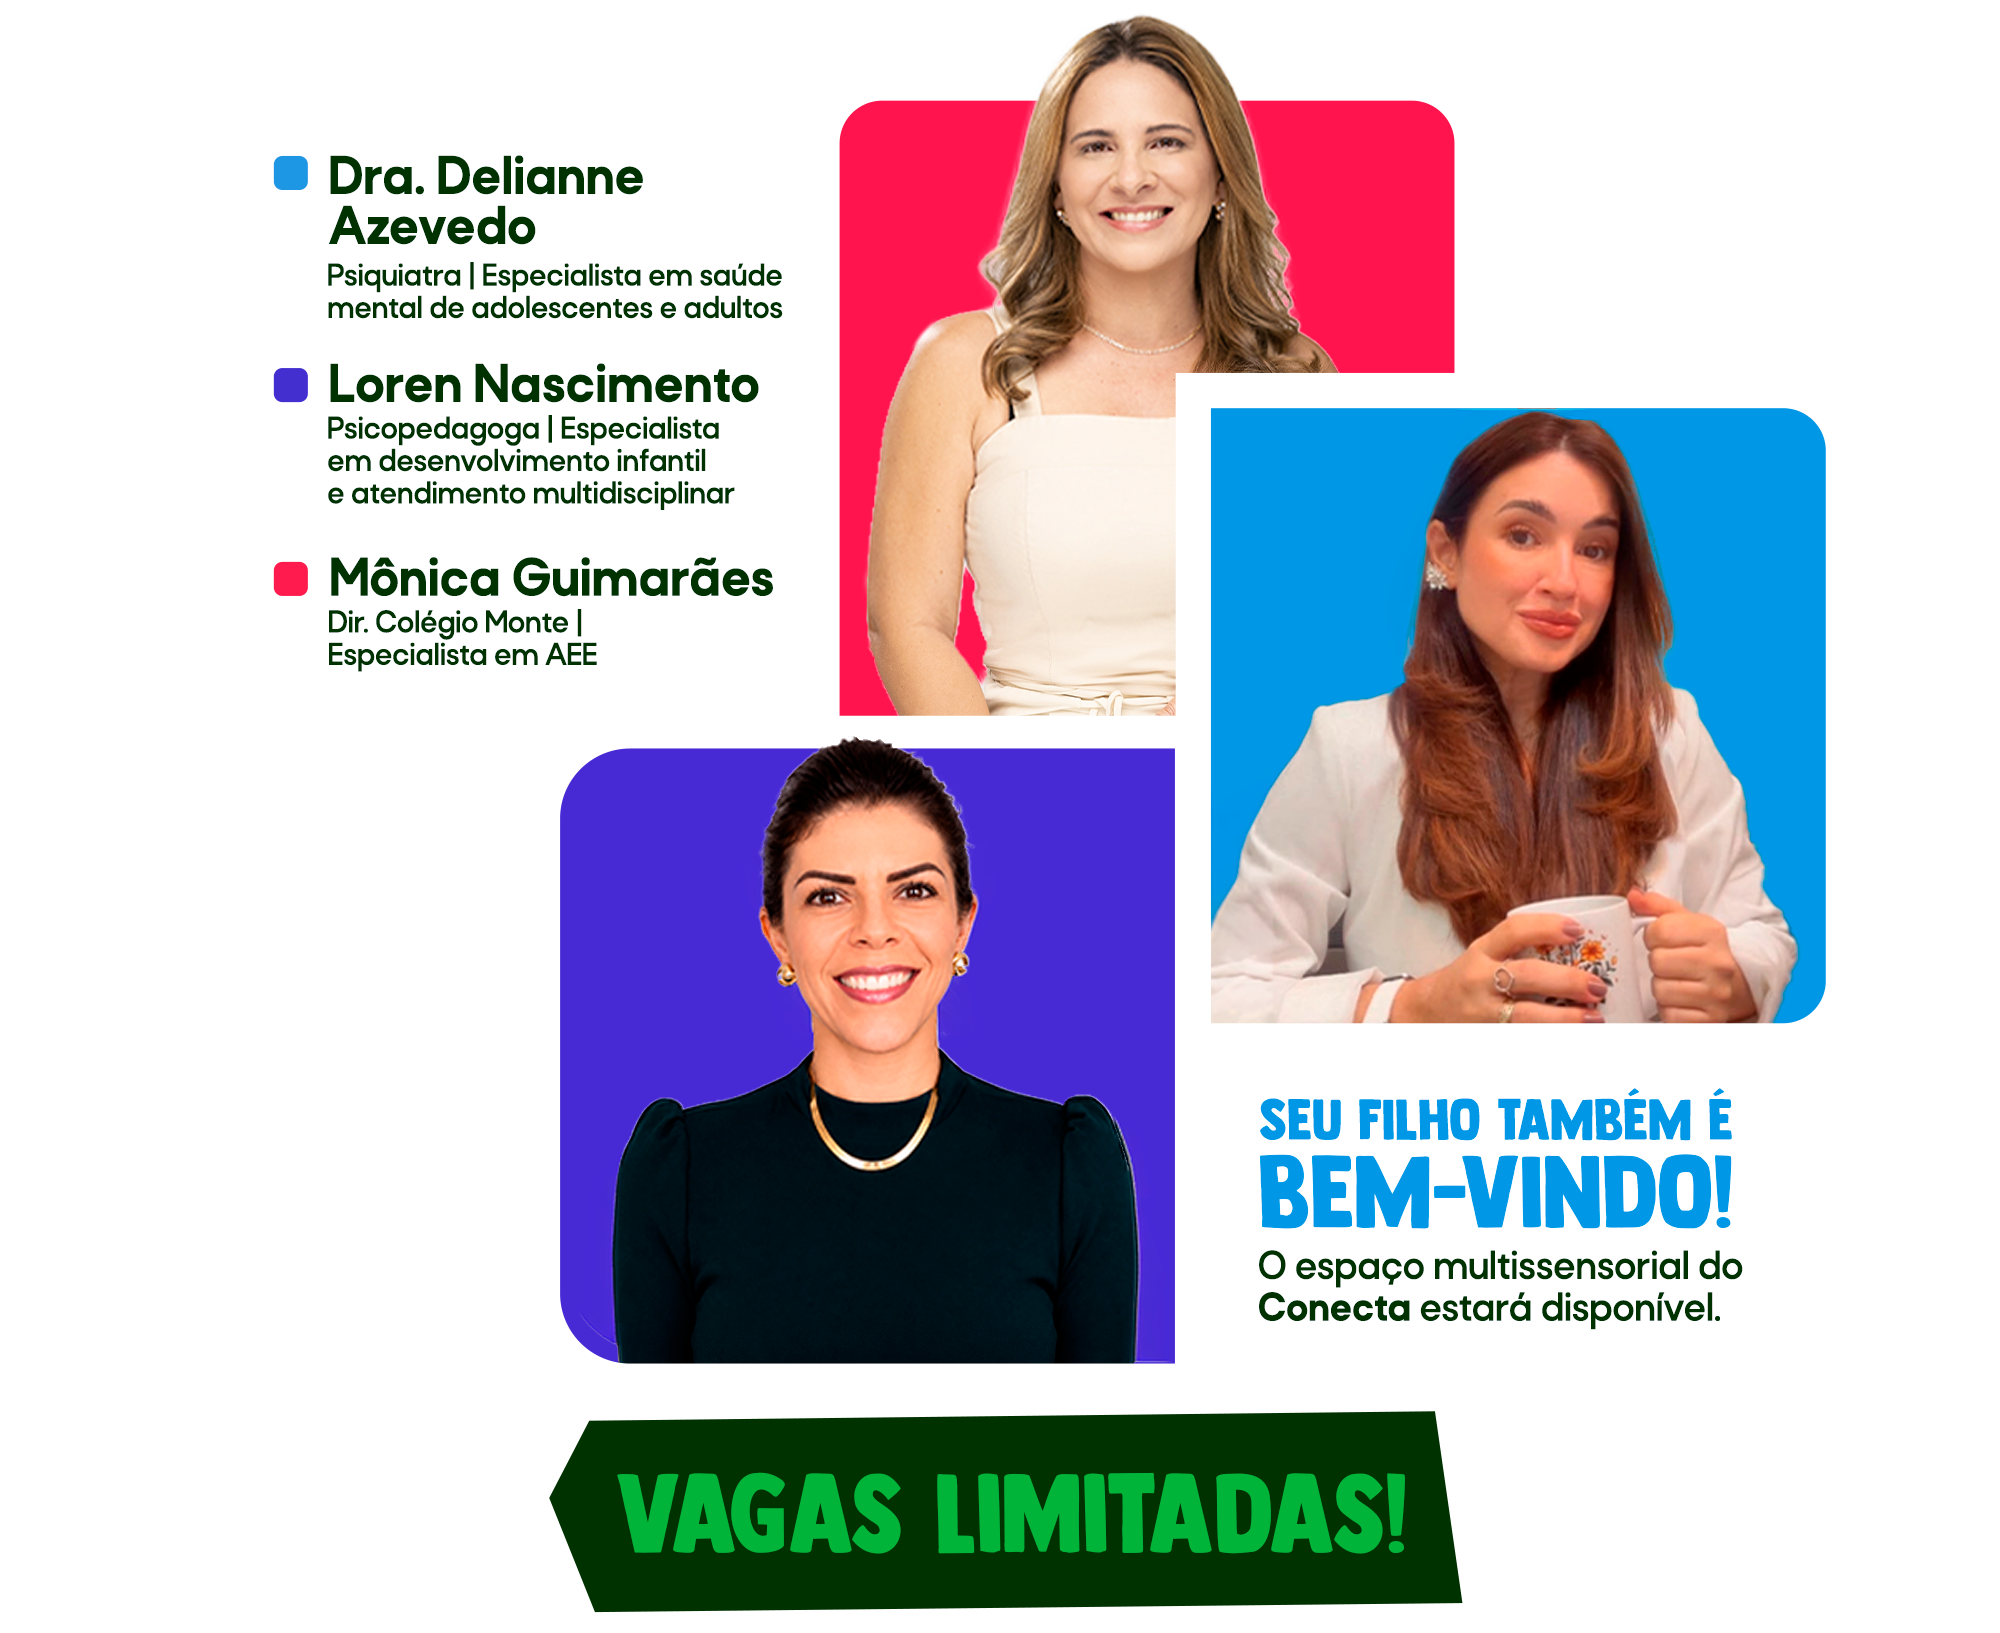 Dra. Delianne
Azevedo
Psiquiatra | Especialista em saúde
mental de adolescentes e adultos
Loren Nascimento
Psicopedagoga | Especialista
em desenvolvimento infantil
e atendimento multidisciplinar
Mônica Guimarães
Dir. Colégio Monte |
Especialista em AEE
SEU FILHO TAMBÉM É
BEM-VINDO!
O espaço multissensorial do
Conecta estará disponível.
VAGAS LIMITADAS!